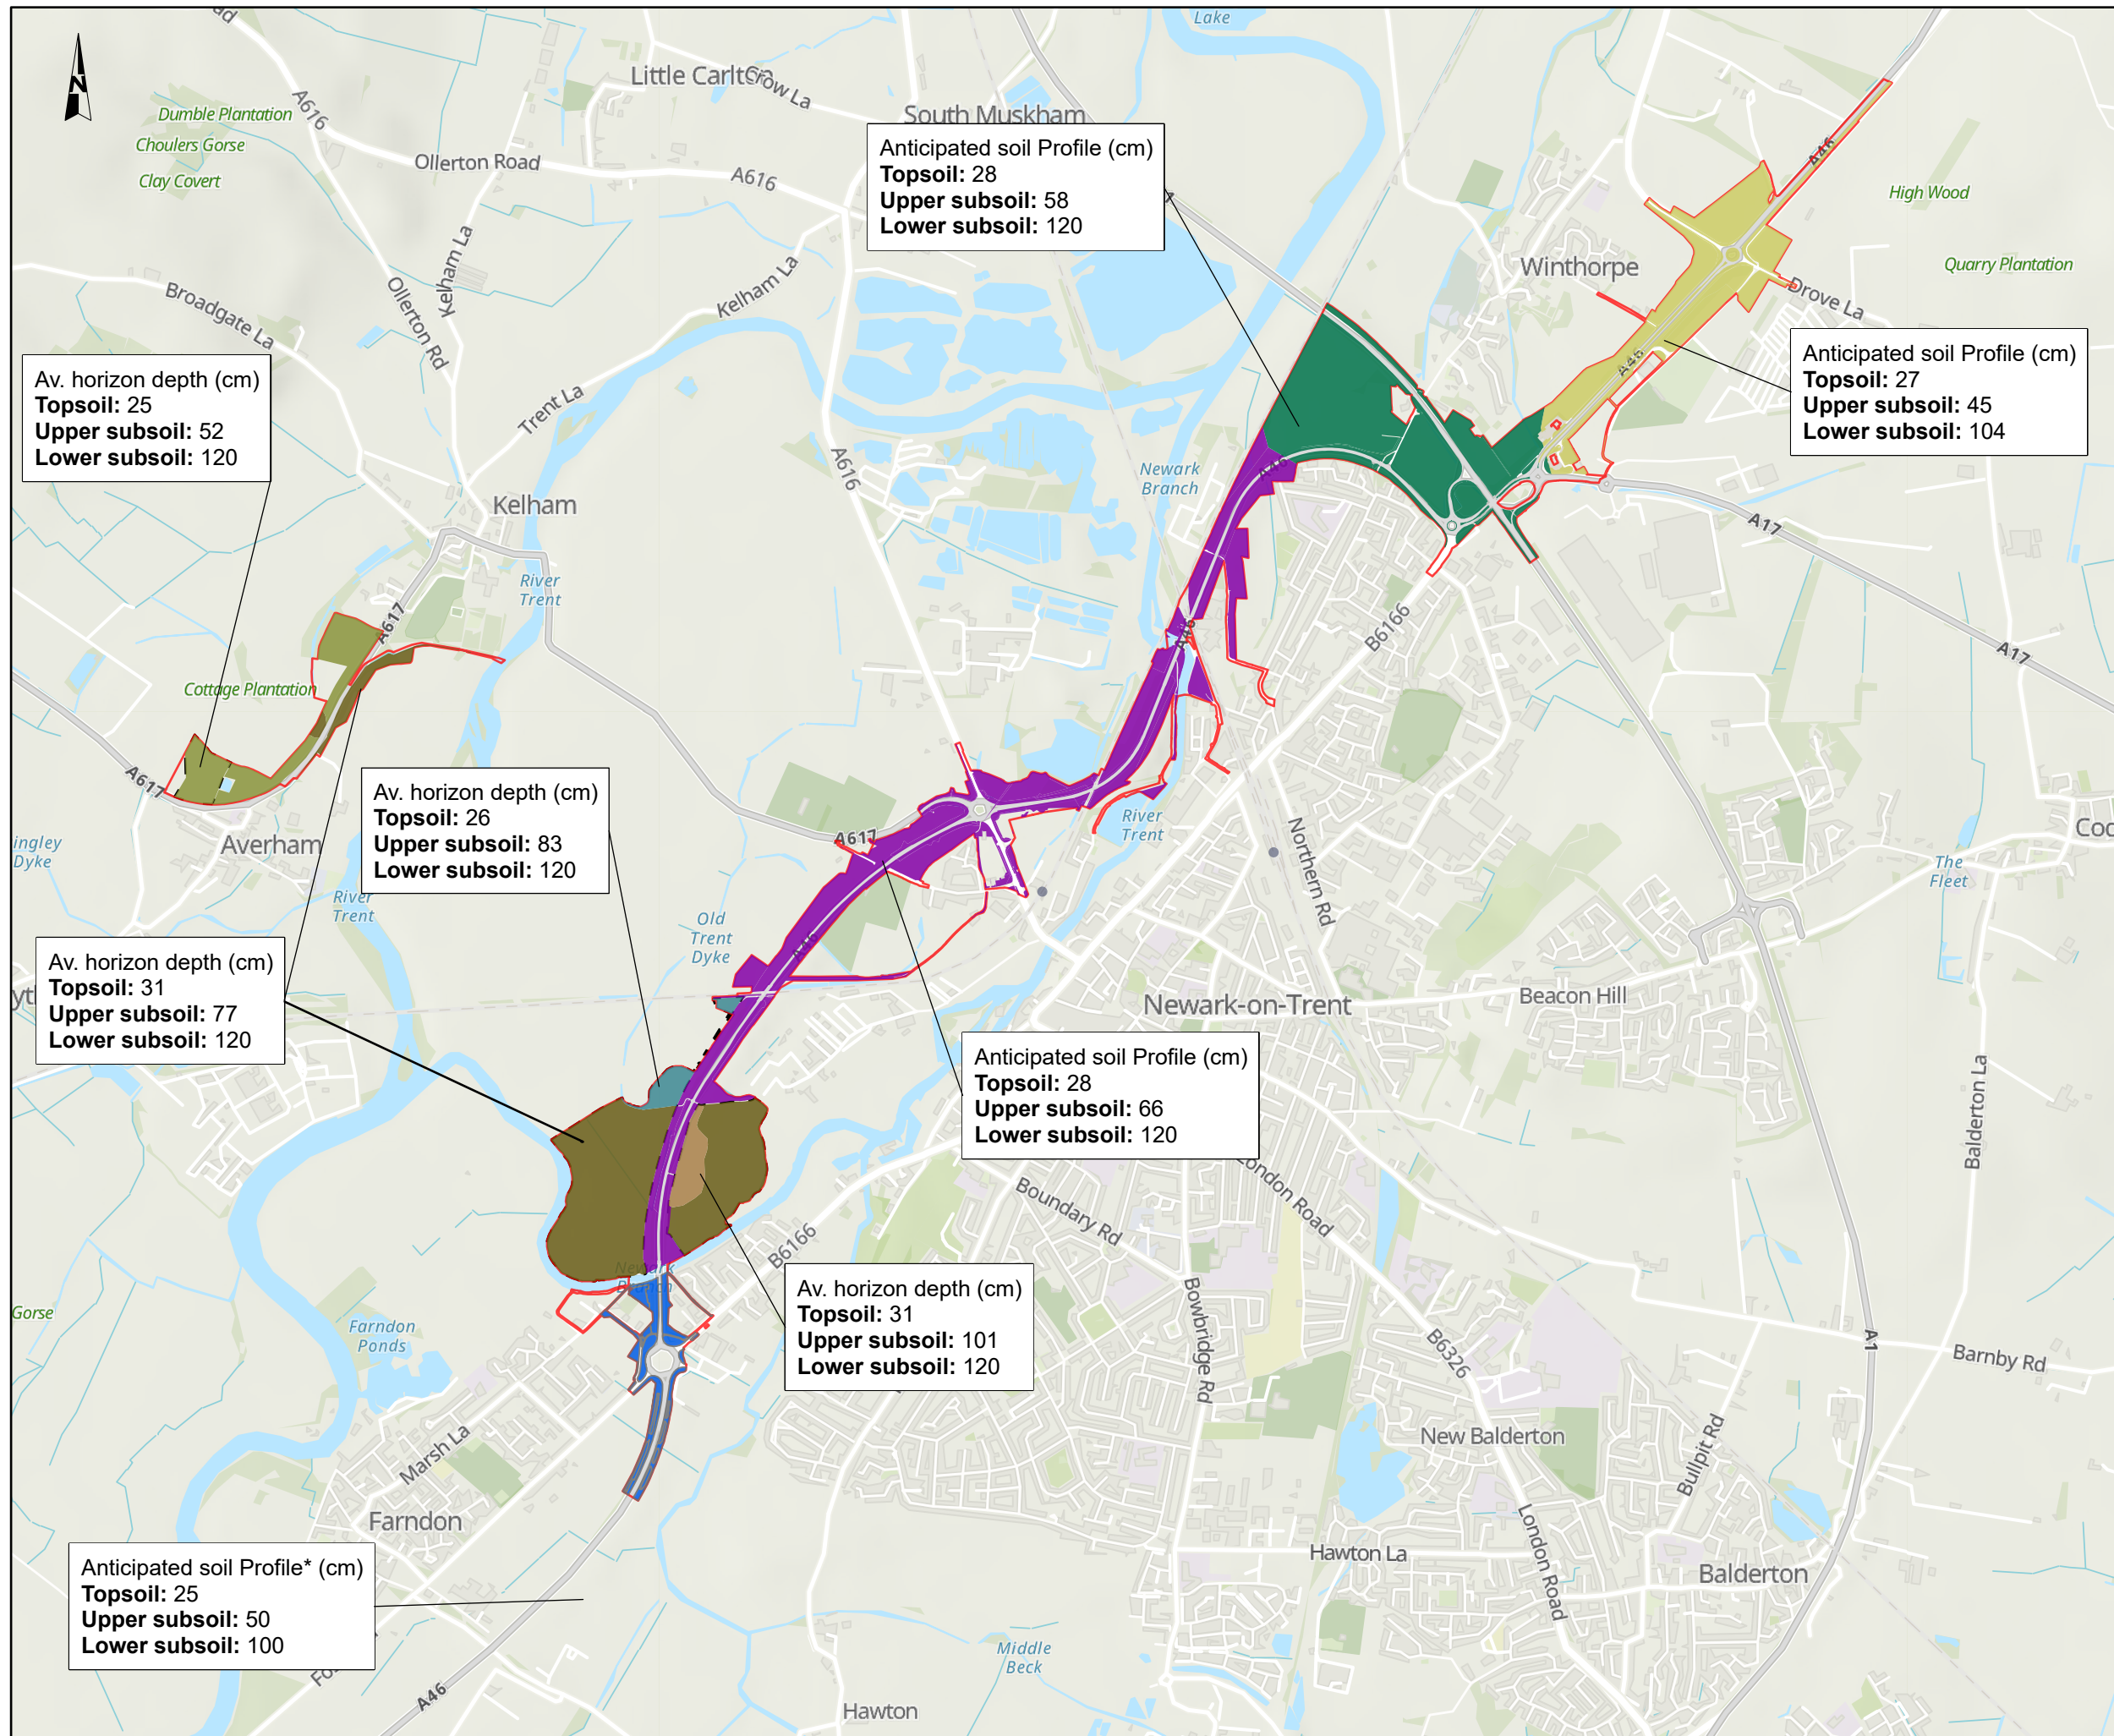 Lake
N
Little Carlton
Crow La
A616
Dumble Plantation
Choulers Gorse
Clay Covert
Ollerton Road
A616
South Muskham
Anticipated soil Profile (cm)
Topsoil: 28
Upper subsoil: 58
Lower subsoil: 120
High Wood
Quarry Plantation
A46
Winthorpe
Drove La
Broadgate La
Kelham La
Ollerton Rd
Kelham La
Trent La
Anticipated soil Profile (cm)
Topsoil: 27
Upper subsoil: 45
Lower subsoil: 104
A46
Av. horizon depth (cm)
Topsoil: 25
Upper subsoil: 52
Lower subsoil: 120
A616
Newark
Branch
A46
Kelham
A17
River
Trent
A617
B6166
A46
A17
Cottage Plantation
A617
Av. horizon depth (cm)
Topsoil: 26
Upper subsoil: 83
Lower subsoil: 120
A617
River
Trent
Northern Rd
Averham
ingley
Dyke
The
Fleet
River
Trent
Old
Trent
Dyke
A46
Av. horizon depth (cm)
Topsoil: 31
Upper subsoil: 77
Lower subsoil: 120
Newark-on-Trent
Beacon Hill
Anticipated soil Profile (cm)
Topsoil: 28
Upper subsoil: 66
Lower subsoil: 120
Balderton La
London Road
Boundary Rd
B6166
Newark
Branch
Av. horizon depth (cm)
Topsoil: 31
Upper subsoil: 101
Lower subsoil: 120
Gorse
Farndon
Ponds
Bowbridge Rd
B6326
A1
Barnby Rd
Marsh La
New Balderton
Bullpit Rd
Farndon
London Road
Hawton La
Balderton
Anticipated soil Profile* (cm)
Topsoil: 25
Upper subsoil: 50
Lower subsoil: 100
Middle
Beck
A46
Hawton